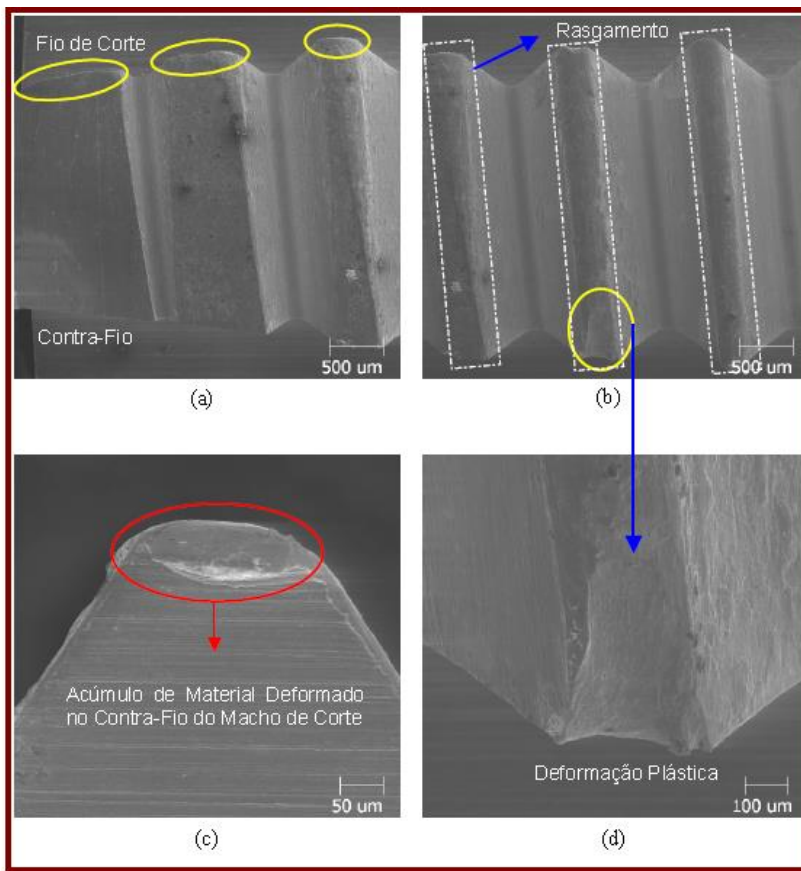 Fio de Corte
Contra-Fio
500 um
(a)
Rasgamento
500 um
(b)
Acúmulo de Material Deformado
no Contra-Fio do Macho de Corte
50 um
(c)
Deformação Plástica
100 um
(d)